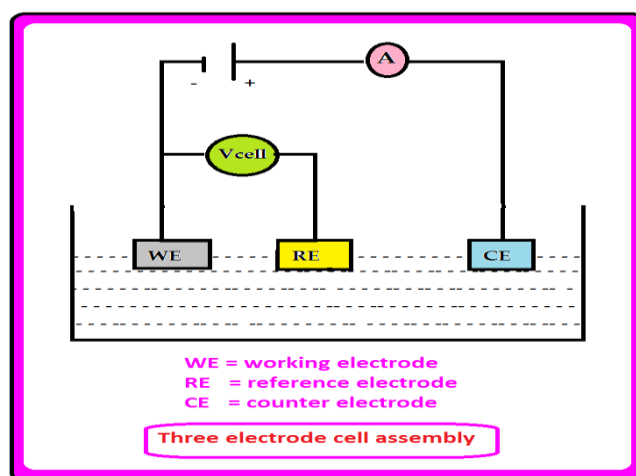 A
- +
Vcell
WE RE CE
WE = working electrode
RE = reference electrode
CE = counter electrode
Three electrode cell assembly